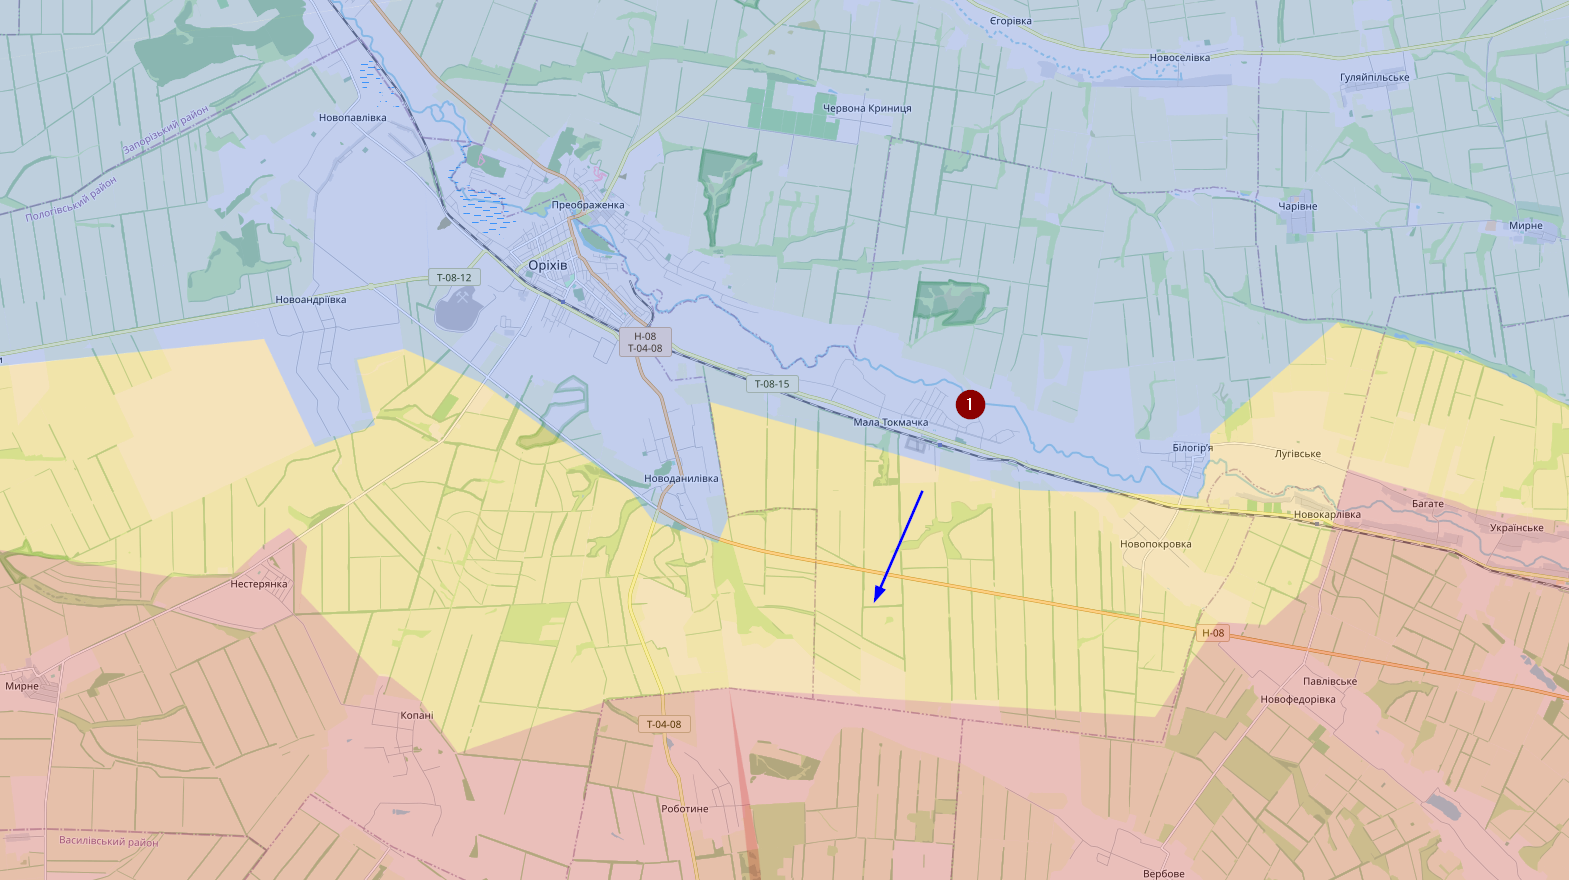 Єгорівка
Новоселівка
Гуляйпільське
Червона Криниця
Новопавлівка
Запорізький район
Пологівський район
Преображенка
Чарівне
Мирне
Оріхів
Т-08-12
Новоандріївка
Н-08
Т-04-08
Т-08-15
1
Мала Токмачка
Білогір'я
Лугівське
Новоданилівка
Багате
Новокарлівка
Українське
Новопокровка
Нестерянка
Н-08
Мирне
Павлівське
Новофедорівка
Копані
Т-04-08
Роботине
Василівський район
Вербове